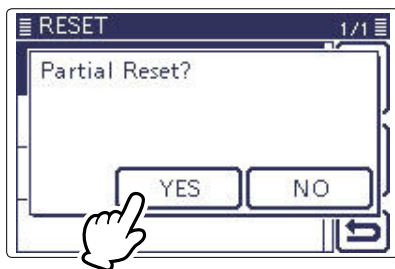 RESET 1/1
Partial Reset?
YES NO